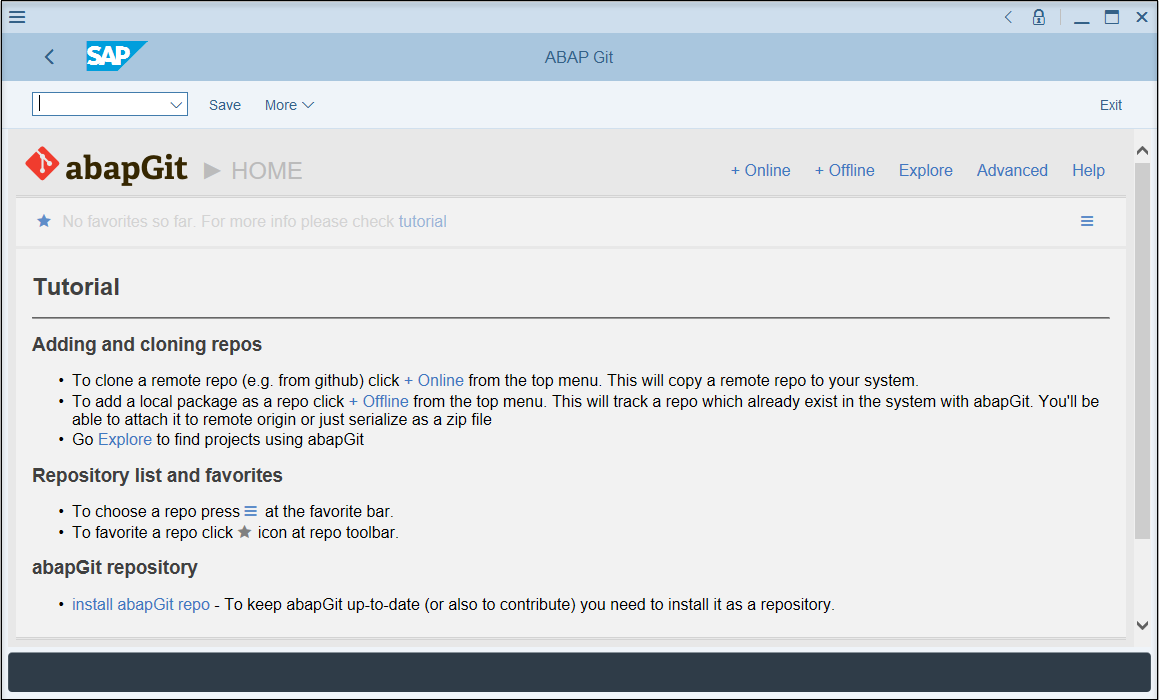 SAP
ABAP Git
Save More Exit
abapGit ▶ HOME + Online + Offline Explore Advanced Help
★ No favorites so far. For more info please check tutorial ≡
Tutorial
Adding and cloning repos
• To clone a remote repo (e.g. from github) click + Online from the top menu. This will copy a remote repo to your system.
• To add a local package as a repo click + Offline from the top menu. This will track a repo which already exist in the system with abapGit. You'll be
able to attach it to remote origin or just serialize as a zip file
• Go Explore to find projects using abapGit
Repository list and favorites
• To choose a repo press ≡ at the favorite bar.
• To favorite a repo click ★ icon at repo toolbar.
abapGit repository
• install abapGit repo - To keep abapGit up-to-date (or also to contribute) you need to install it as a repository.